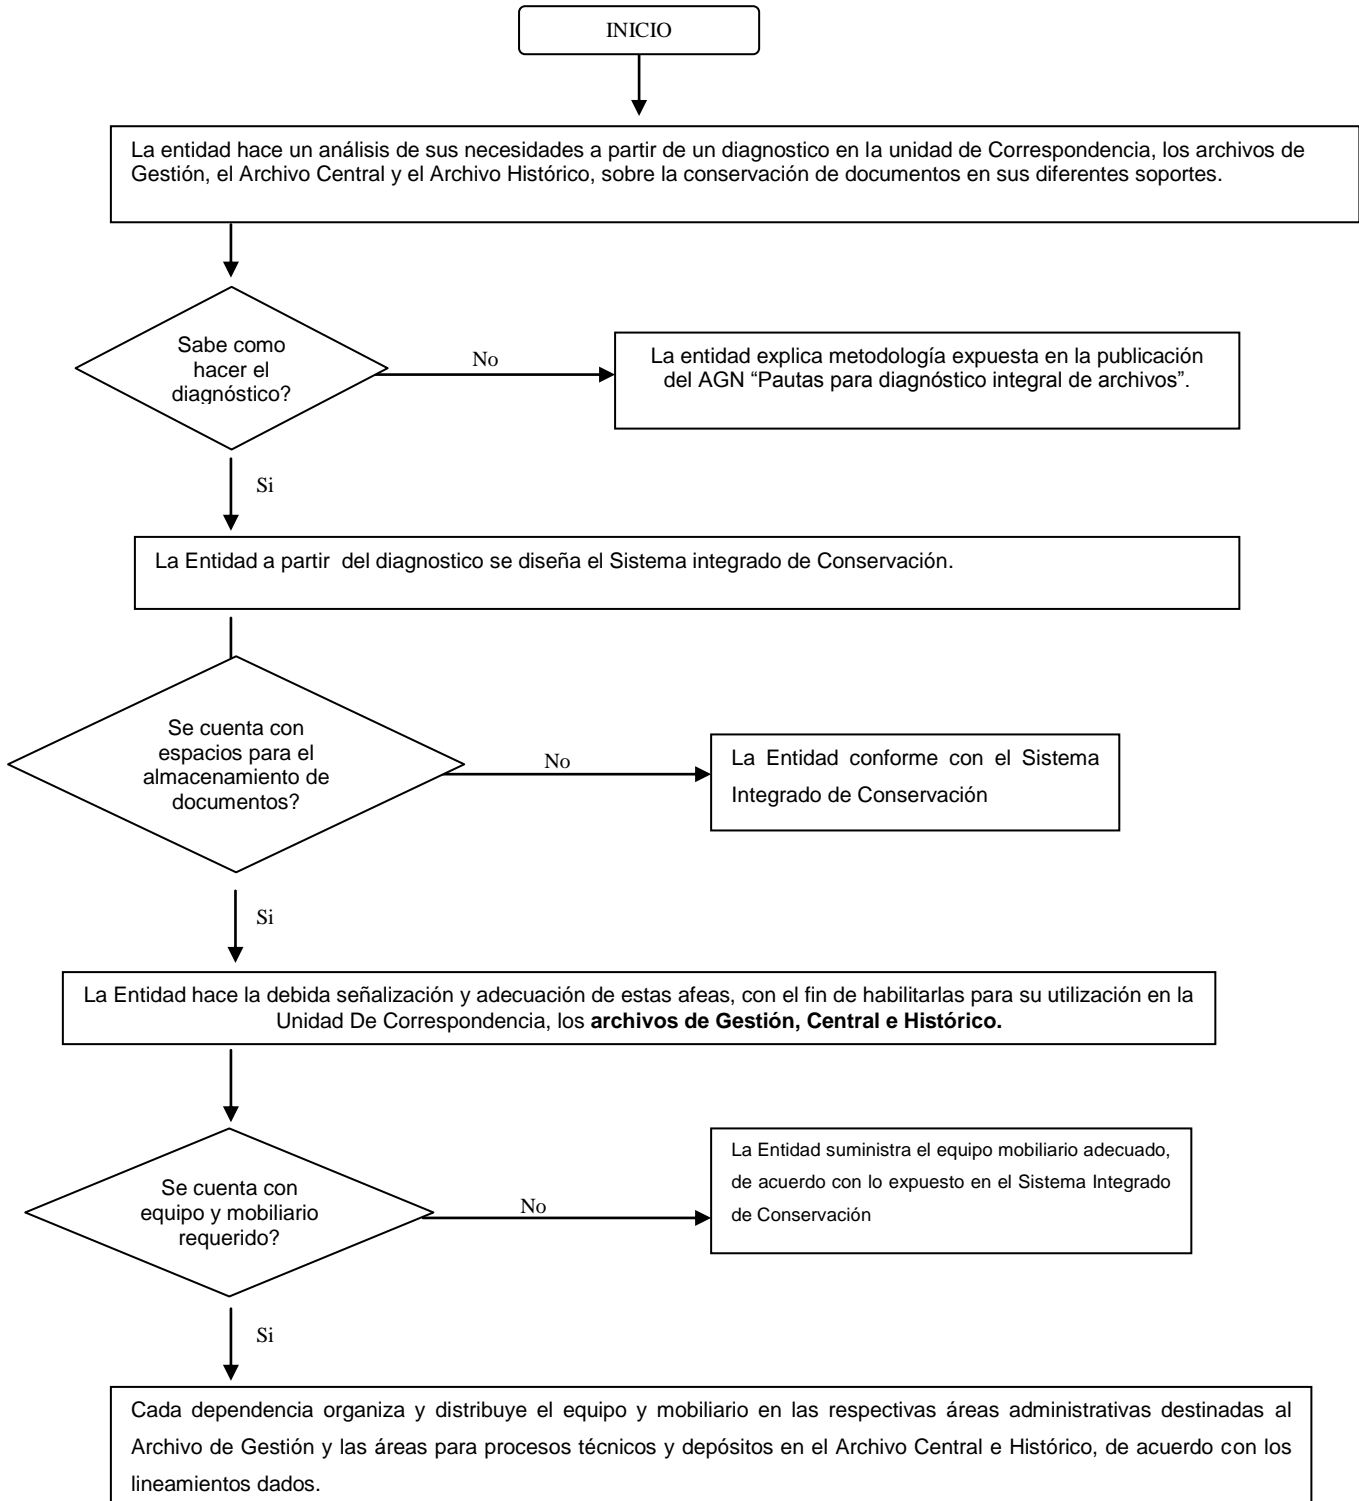 INICIO
La entidad hace un análisis de sus necesidades a partir de un diagnostico en la unidad de Correspondencia, los archivos de
Gestión, el Archivo Central y el Archivo Histórico, sobre la conservación de documentos en sus diferentes soportes.
Sabe como
hacer el
diagnóstico?
No
La entidad explica metodología expuesta en la publicación
del AGN “Pautas para diagnóstico integral de archivos”.
Si
La Entidad a partir del diagnostico se diseña el Sistema integrado de Conservación.
Se cuenta con
espacios para el
almacenamiento de
documentos?
No
La Entidad conforme con el Sistema
Integrado de Conservación
Si
La Entidad hace la debida señalización y adecuación de estas afeas, con el fin de habilitarlas para su utilización en la
Unidad De Correspondencia, los archivos de Gestión, Central e Histórico.
Se cuenta con
equipo y mobiliario
requerido?
No
La Entidad suministra el equipo mobiliario adecuado,
de acuerdo con lo expuesto en el Sistema Integrado
de Conservación
Si
Cada dependencia organiza y distribuye el equipo y mobiliario en las respectivas áreas administrativas destinadas al
Archivo de Gestión y las áreas para procesos técnicos y depósitos en el Archivo Central e Histórico, de acuerdo con los
lineamientos dados.